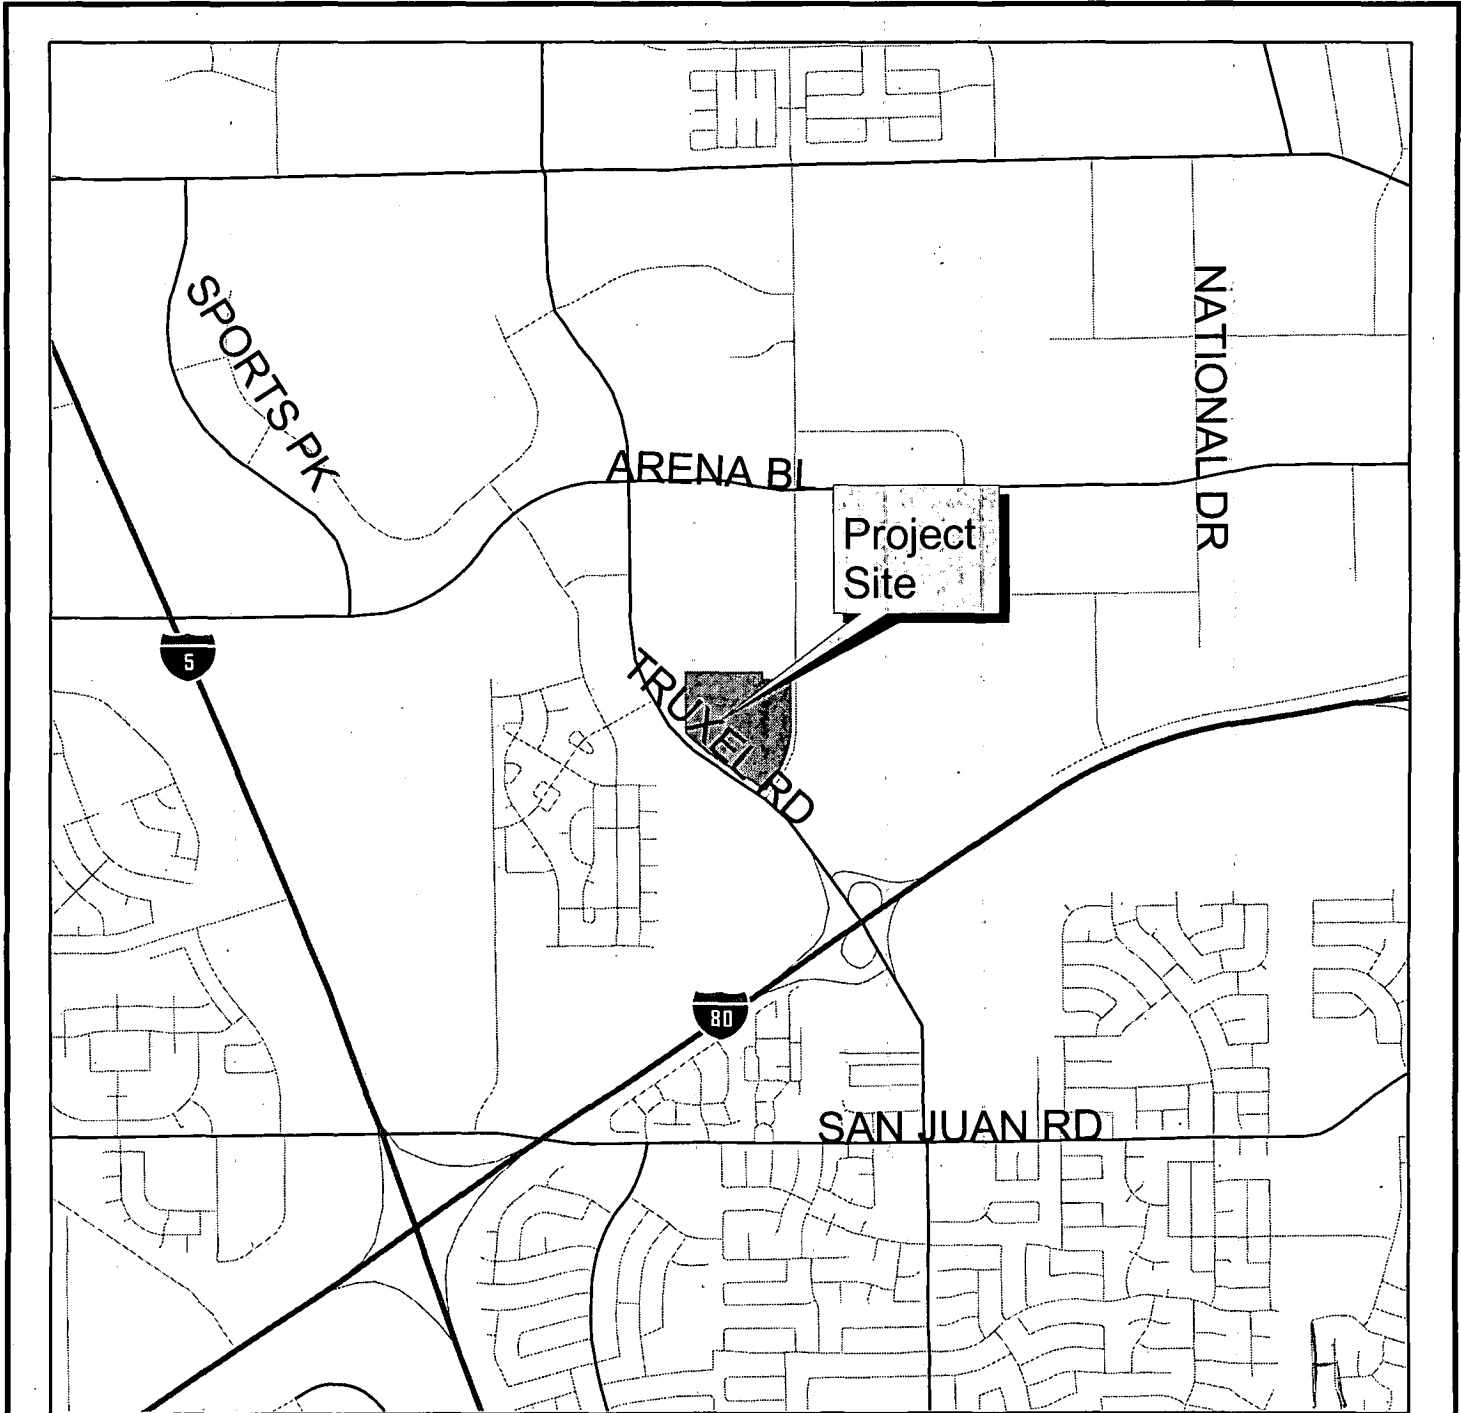 SPORTS PK
NATIONAL DR
ARENA BL
Project
Site
5
TRUXEL RD
80
SAN JUAN RD